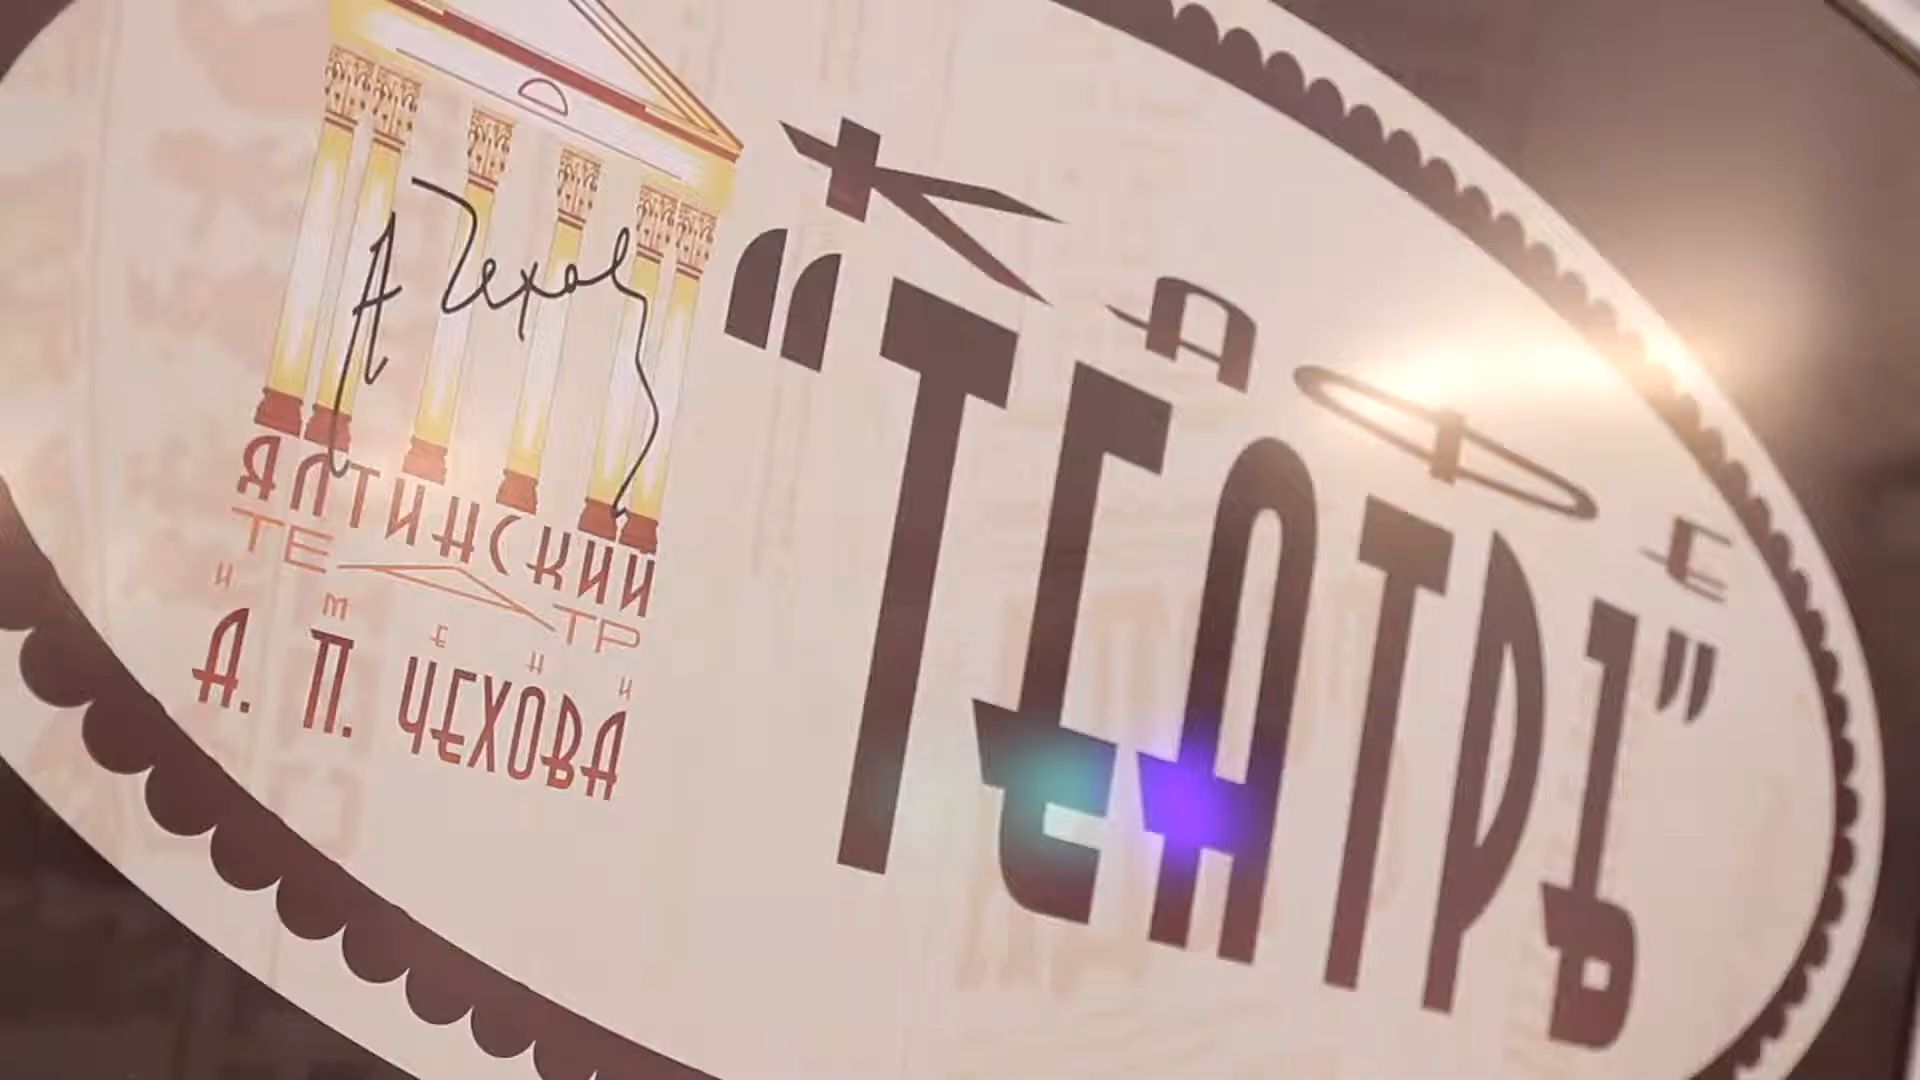 А Чехов
ЯЛТИНСКИЙ
ТЕАТР
имени
А. П. ЧЕХОВА
КАФЕ
“ТЕАТРЪ”